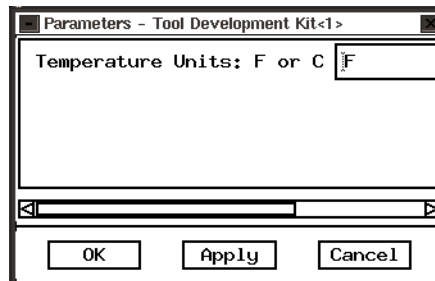 Parameters - Tool Development Kit<1>
Temperature Units: F or C F
OK Apply Cancel